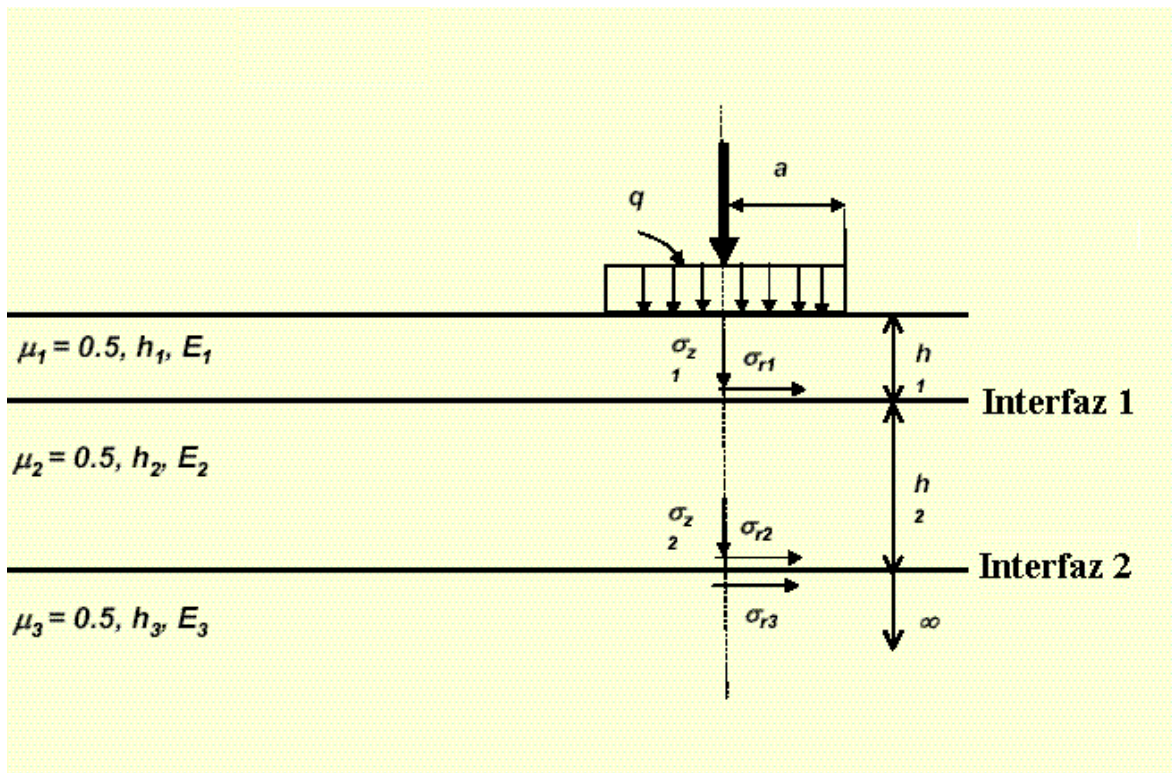 a
q
μ1 = 0.5, h1, E1
σz
1
σr1
h
1
Interfaz 1
μ2 = 0.5, h2, E2
σz
2
σr2
h
2
Interfaz 2
μ3 = 0.5, h3, E3
σr3
∞